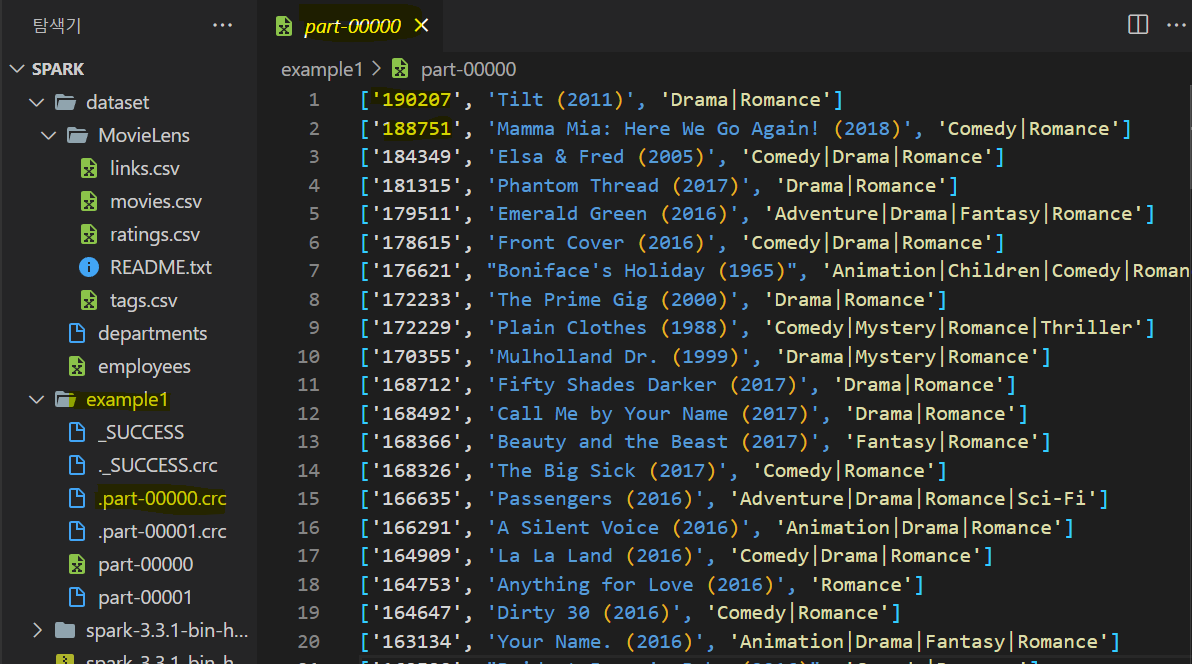 탐색기 ···
SPARK
dataset
MovieLens
links.csv
movies.csv
ratings.csv
README.txt
tags.csv
departments
employees
example1
_SUCCESS
._SUCCESS.crc
.part-00000.crc
.part-00001.crc
part-00000
part-00001
spark-3.3.1-bin-h...
spark-3.3.1-bin-h...
part-00000
example1 > part-00000
1 ['190207', 'Tilt (2011)', 'Drama|Romance']
2 ['188751', 'Mamma Mia: Here We Go Again! (2018)', 'Comedy|Romance']
3 ['184349', 'Elsa & Fred (2005)', 'Comedy|Drama|Romance']
4 ['181315', 'Phantom Thread (2017)', 'Drama|Romance']
5 ['179511', 'Emerald Green (2016)', 'Adventure|Drama|Fantasy|Romance']
6 ['178615', 'Front Cover (2016)', 'Comedy|Drama|Romance']
7 ['176621', "Boniface's Holiday (1965)", 'Animation|Children|Comedy|Roman
8 ['172233', 'The Prime Gig (2000)', 'Drama|Romance']
9 ['172229', 'Plain Clothes (1988)', 'Comedy|Mystery|Romance|Thriller']
10 ['170355', 'Mulholland Dr. (1999)', 'Drama|Mystery|Romance']
11 ['168712', 'Fifty Shades Darker (2017)', 'Drama|Romance']
12 ['168492', 'Call Me by Your Name (2017)', 'Drama|Romance']
13 ['168366', 'Beauty and the Beast (2017)', 'Fantasy|Romance']
14 ['168326', 'The Big Sick (2017)', 'Comedy|Romance']
15 ['166635', 'Passengers (2016)', 'Adventure|Drama|Romance|Sci-Fi']
16 ['166291', 'A Silent Voice (2016)', 'Animation|Drama|Romance']
17 ['164909', 'La La Land (2016)', 'Comedy|Drama|Romance']
18 ['164753', 'Anything for Love (2016)', 'Romance']
19 ['164647', 'Dirty 30 (2016)', 'Comedy|Romance']
20 ['163134', 'Your Name. (2016)', 'Animation|Drama|Fantasy|Romance']